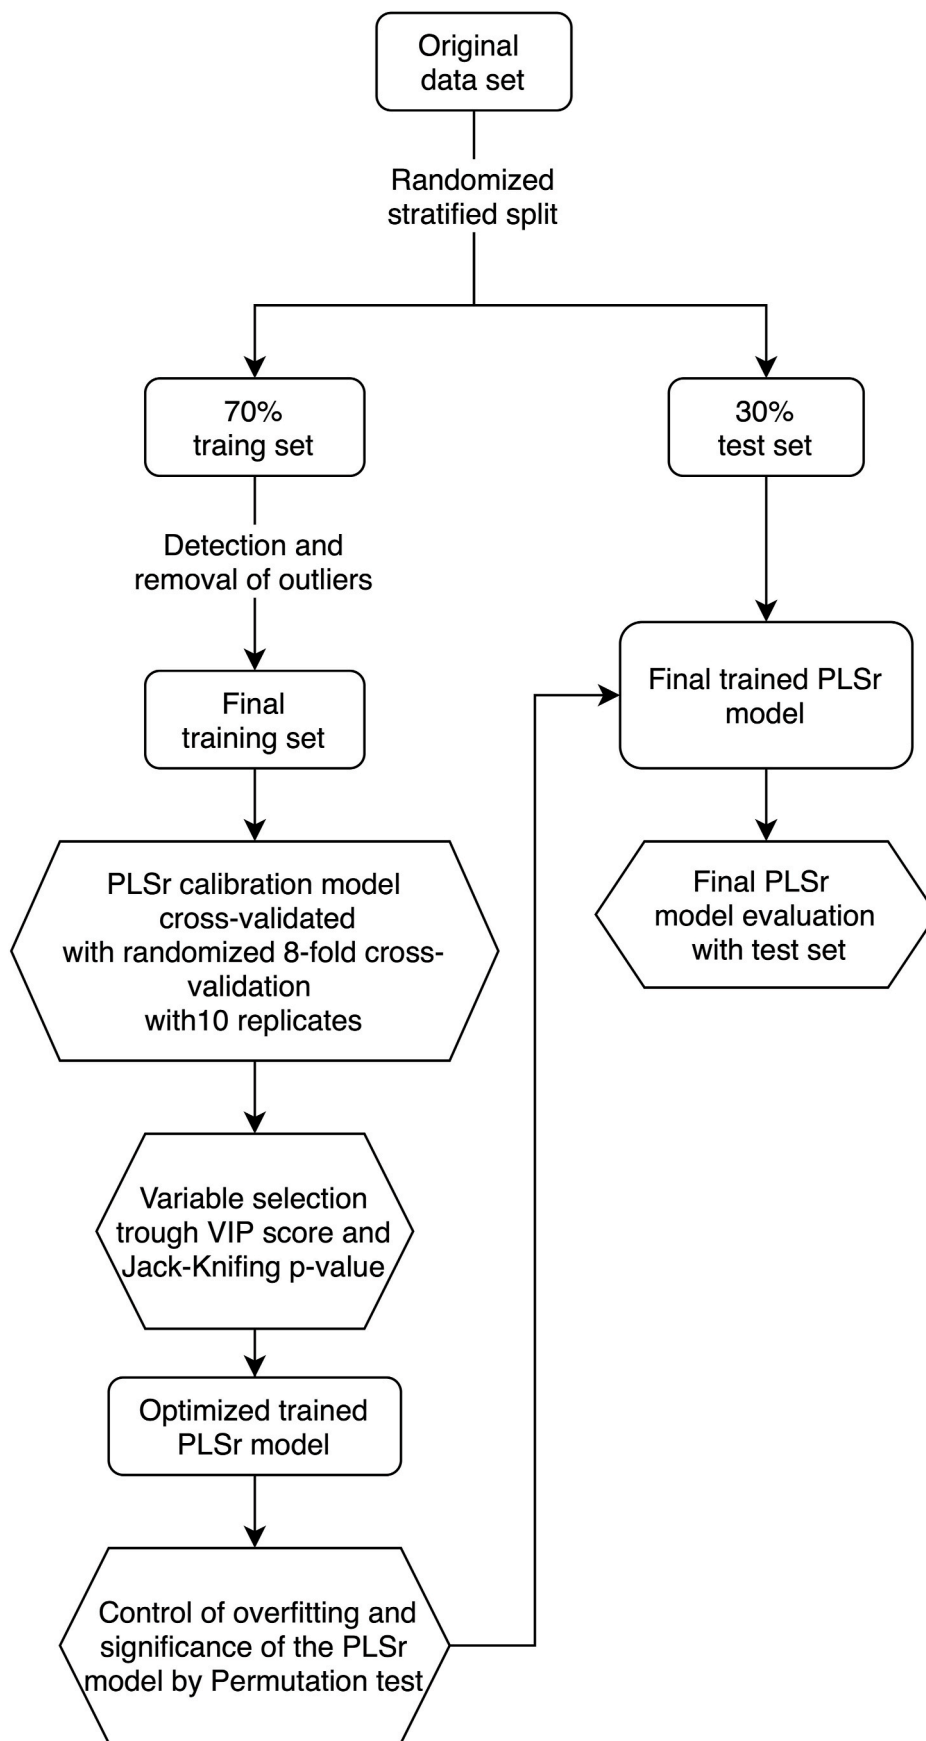 Original
data set
Randomized
stratified split
70%
traing set
30%
test set
Detection and
removal of outliers
Final
training set
Final trained PLSr
model
PLSr calibration model
cross-validated
with randomized 8-fold cross-
validation
with10 replicates
Final PLSr
model evaluation
with test set
Variable selection
trough VIP score and
Jack-Knifing p-value
Optimized trained
PLSr model
Control of overfitting and
significance of the PLSr
model by Permutation test